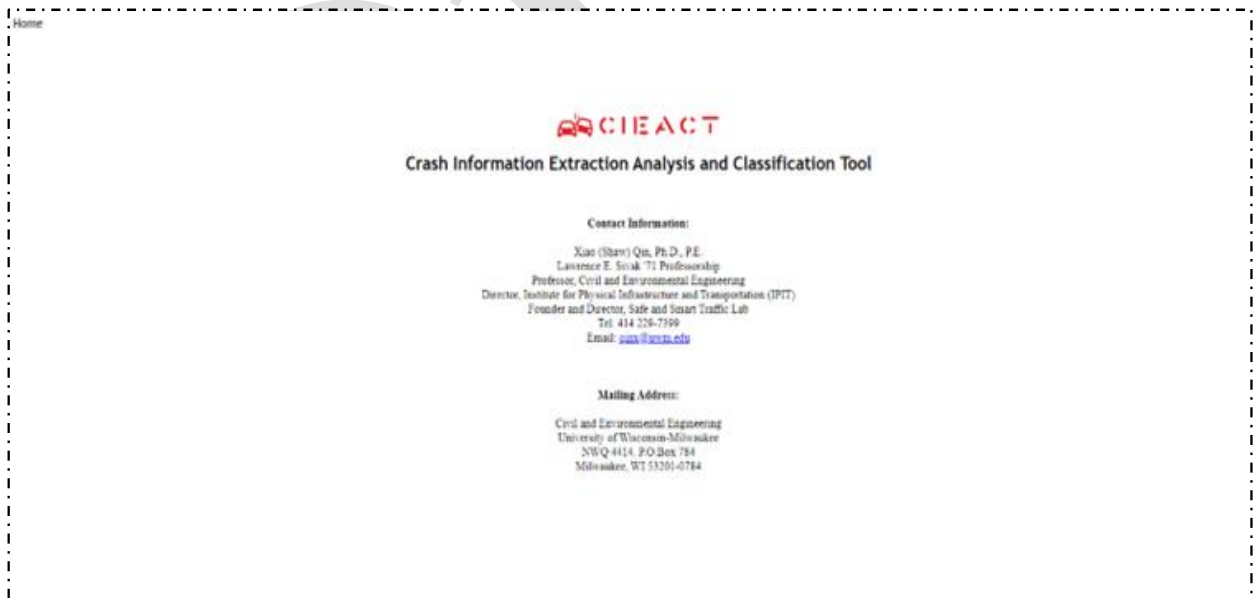 Home
CIEACT
Crash Information Extraction Analysis and Classification Tool
Contact Information:
Xiao (Shaw) Qin, Ph.D., P.E.
Lawrence E. Sivak '71 Professorship
Professor, Civil and Environmental Engineering
Director, Institute for Physical Infrastructure and Transportation (IPIT)
Founder and Director, Safe and Smart Traffic Lab
Tel: 414 229-7399
Email: qinx@uwm.edu
Mailing Address:
Civil and Environmental Engineering
University of Wisconsin-Milwaukee
NWQ 4414, P.O.Box 784
Milwaukee, WI 53201-0784